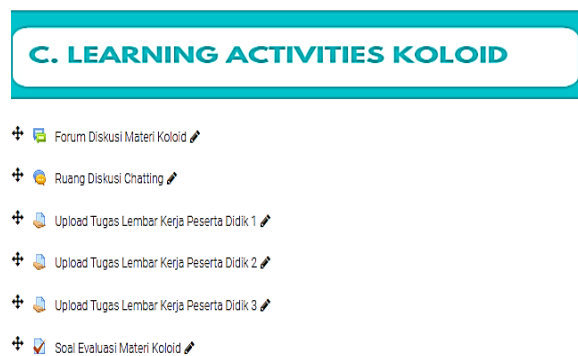 C. LEARNING ACTIVITIES KOLOID
Forum Diskusi Materi Koloid
Ruang Diskusi Chatting
Upload Tugas Lembar Kerja Peserta Didik 1
Upload Tugas Lembar Kerja Peserta Didik 2
Upload Tugas Lembar Kerja Peserta Didik 3
Soal Evaluasi Materi Koloid